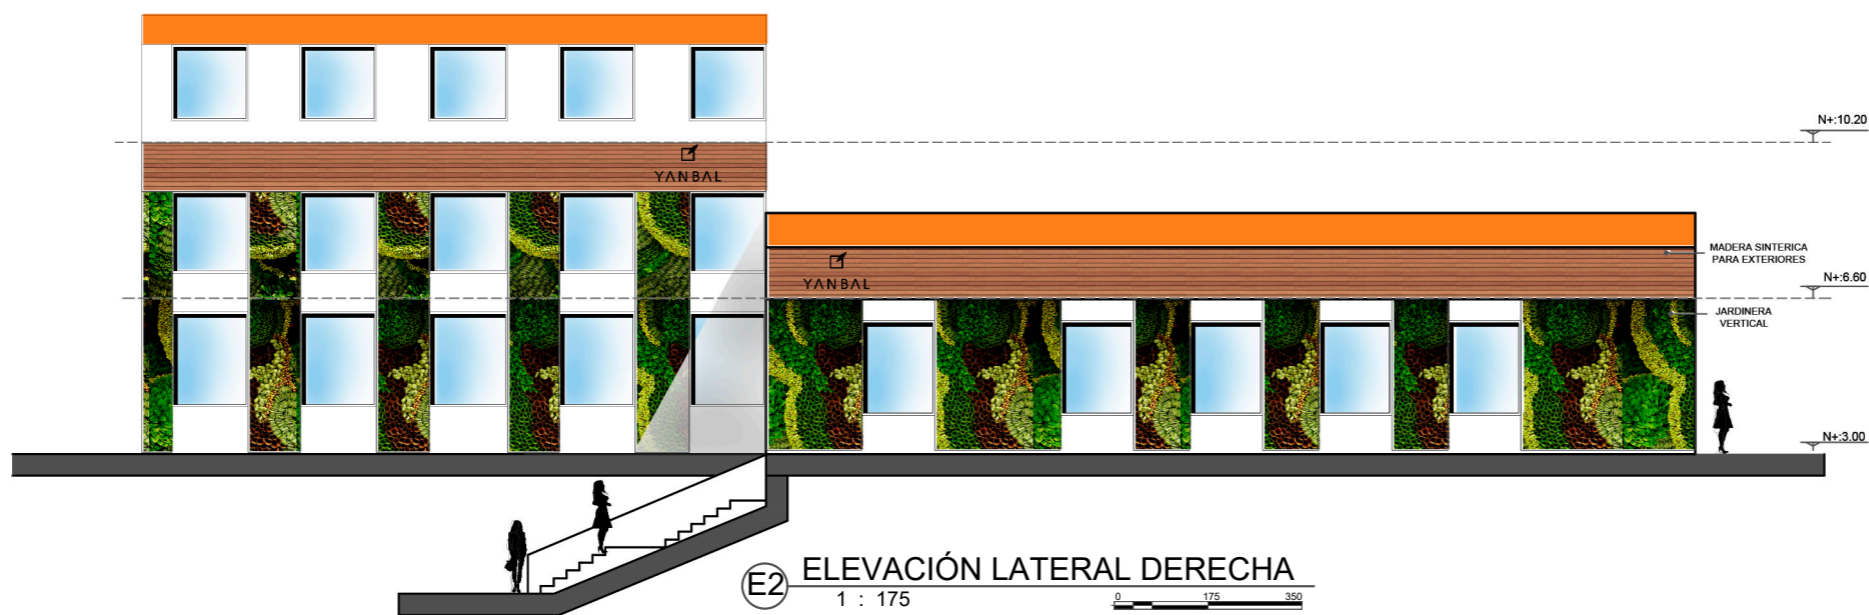 N+:10.20
YANBAL
MADERA SINTERICA
PARA EXTERIORES
YANBAL
N+:6.60
JARDINERA
VERTICAL
N+:3.00
E2
ELEVACIÓN LATERAL DERECHA
1 : 175
0 175 350